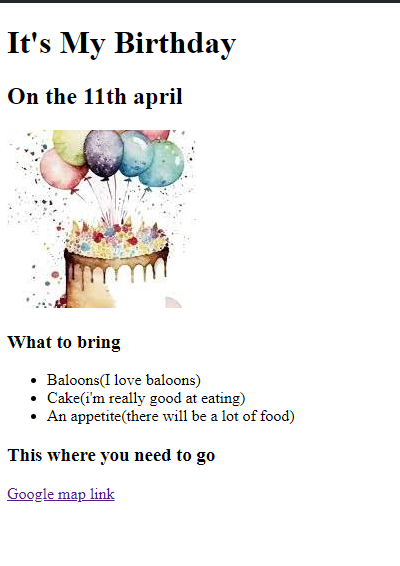 It's My Birthday
On the 11th april
What to bring
Baloons(I love baloons)
Cake(i'm really good at eating)
An appetite(there will be a lot of food)
This where you need to go
Google map link